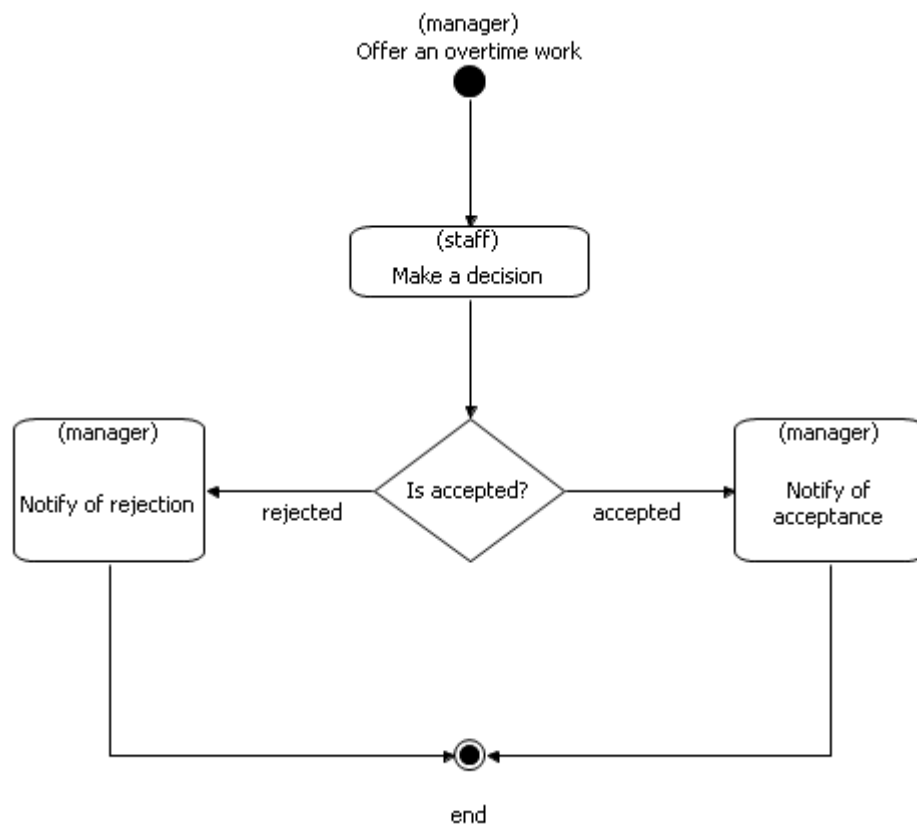 (manager)
Offer an overtime work
(staff)
Make a decision
(manager)
Notify of rejection
rejected
Is accepted?
accepted
(manager)
Notify of
acceptance
end